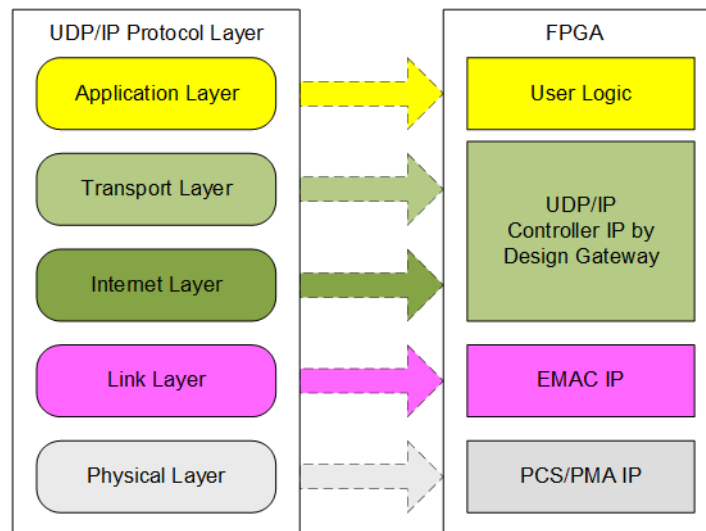 UDP/IP Protocol Layer
Application Layer
Transport Layer
Internet Layer
Link Layer
Physical Layer
FPGA
User Logic
UDP/IP
Controller IP by
Design Gateway
EMAC IP
PCS/PMA IP